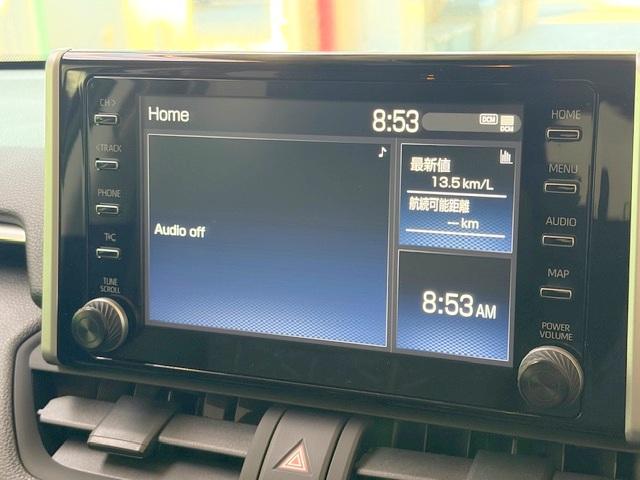 Home
8:53
DCM
DCM
Audio off
最新値
13.5 km/L
航続可能距離
--- km
8:53 AM
CH>
<TRACK
PHONE
TUNE
SCROLL
HOME
MENU
AUDIO
MAP
POWER
VOLUME